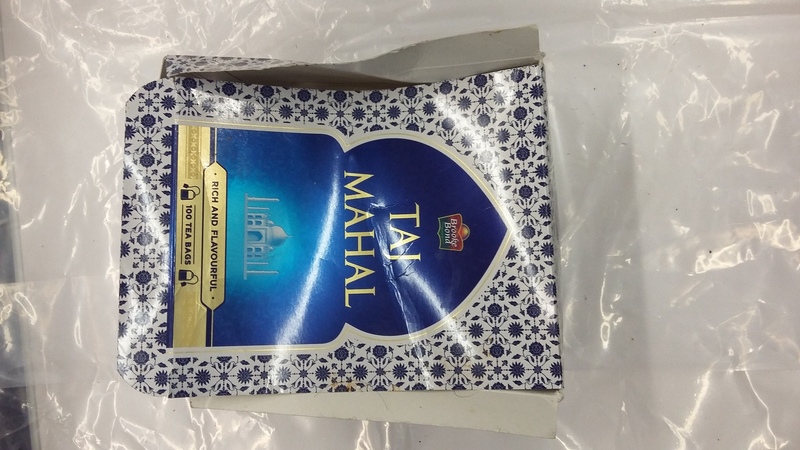 Brooke
Bond
TAJ
MAHAL
• RICH AND FLAVOURFUL •
100 TEA BAGS